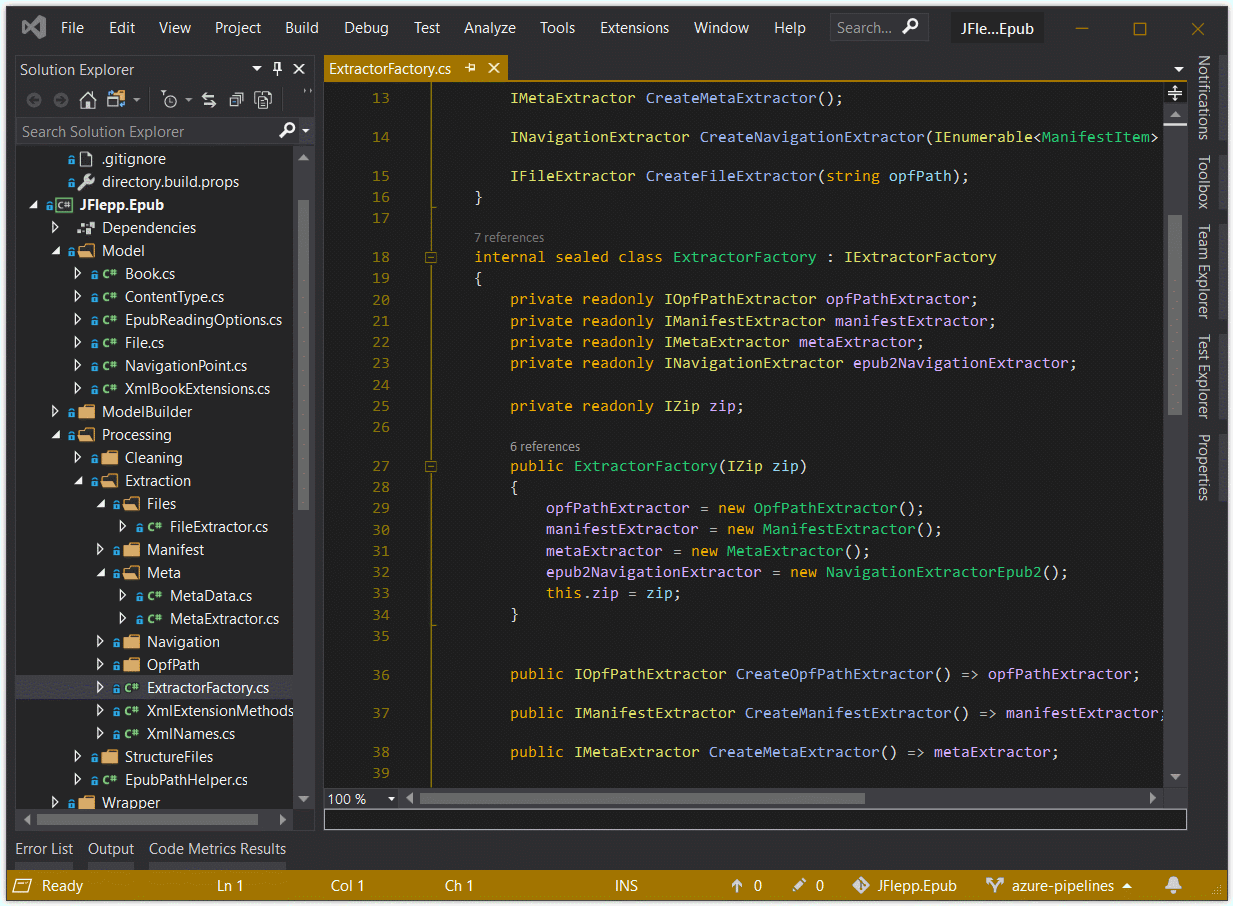 File Edit View Project Build Debug Test Analyze Tools Extensions Window Help Search... JFle...Epub
Solution Explorer
Search Solution Explorer
.gitignore
directory.build.props
JFlepp.Epub
Dependencies
Model
Book.cs
ContentType.cs
EpubReadingOptions.cs
File.cs
NavigationPoint.cs
XmlBookExtensions.cs
ModelBuilder
Processing
Cleaning
Extraction
Files
FileExtractor.cs
Manifest
Meta
MetaData.cs
MetaExtractor.cs
Navigation
OpfPath
ExtractorFactory.cs
XmlExtensionMethods
XmlNames.cs
StructureFiles
EpubPathHelper.cs
Wrapper
ExtractorFactory.cs
13 IMetaExtractor CreateMetaExtractor();
14 INavigationExtractor CreateNavigationExtractor(IEnumerable<ManifestItem>
15 IFileExtractor CreateFileExtractor(string opfPath);
16 }
17
7 references
18 internal sealed class ExtractorFactory : IExtractorFactory
19 {
20 private readonly IOpfPathExtractor opfPathExtractor;
21 private readonly IManifestExtractor manifestExtractor;
22 private readonly IMetaExtractor metaExtractor;
23 private readonly INavigationExtractor epub2NavigationExtractor;
24
25 private readonly IZip zip;
26
6 references
27 public ExtractorFactory(IZip zip)
28 {
29 opfPathExtractor = new OpfPathExtractor();
30 manifestExtractor = new ManifestExtractor();
31 metaExtractor = new MetaExtractor();
32 epub2NavigationExtractor = new NavigationExtractorEpub2();
33 this.zip = zip;
34 }
35
36 public IOpfPathExtractor CreateOpfPathExtractor() => opfPathExtractor;
37 public IManifestExtractor CreateManifestExtractor() => manifestExtractor;
38 public IMetaExtractor CreateMetaExtractor() => metaExtractor;
39
100 %
Notifications
Toolbox
Team Explorer
Test Explorer
Properties
Error List Output Code Metrics Results
Ready Ln 1 Col 1 Ch 1 INS 0 0 JFlepp.Epub azure-pipelines